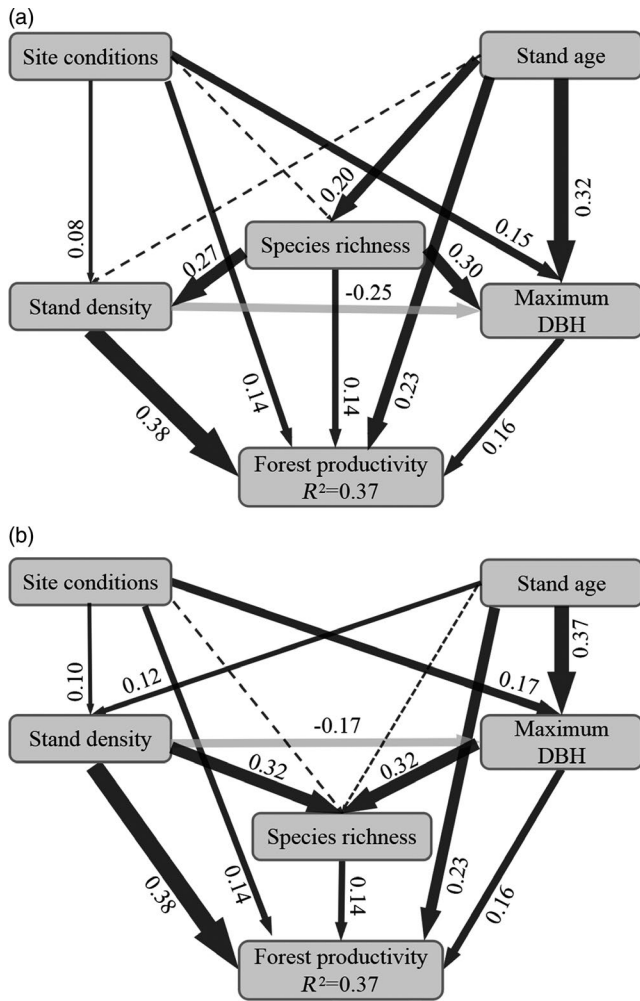 (a)
Site conditions
Stand age
0.08
0.20
0.15
0.32
Species richness
0.27
0.30
-0.25
Stand density
Maximum
DBH
0.38
0.14
0.14
0.23
0.16
Forest productivity
R²=0.37
(b)
Site conditions
Stand age
0.10
0.12
0.17
0.37
Stand density
-0.17
Maximum
DBH
0.32
0.32
Species richness
0.38
0.14
0.14
0.23
0.16
Forest productivity
R²=0.37